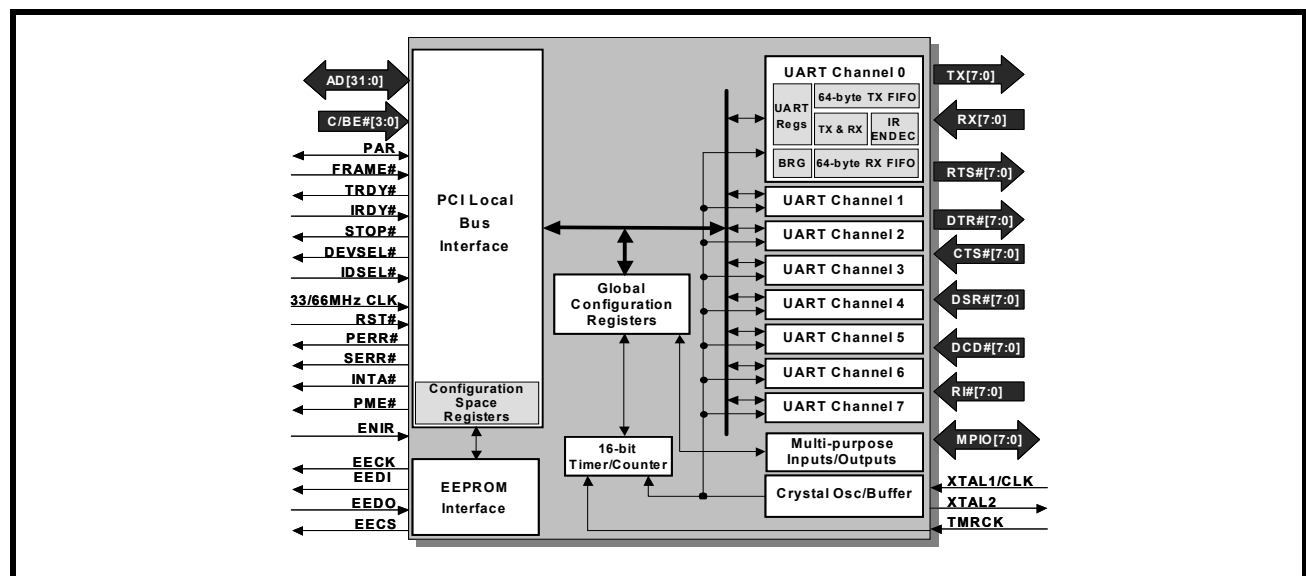 AD[31:0]
C/BE#[3:0]
PAR
FRAME#
TRDY#
IRDY#
STOP#
DEVSEL#
IDSEL#
33/66MHz CLK
RST#
PERR#
SERR#
INTA#
PME#
ENIR
EECK
EEDI
EEDO
EECS
PCI Local
Bus
Interface
Configuration
Space
Registers
EEPROM
Interface
Global
Configuration
Registers
16-bit
Timer/Counter
UART Channel 0
UART
Regs
64-byte TX FIFO
TX & RX
IR
ENDEC
BRG
64-byte RX FIFO
UART Channel 1
UART Channel 2
UART Channel 3
UART Channel 4
UART Channel 5
UART Channel 6
UART Channel 7
Multi-purpose
Inputs/Outputs
Crystal Osc/Buffer
TX[7:0]
RX[7:0]
RTS#[7:0]
DTR#[7:0]
CTS#[7:0]
DSR#[7:0]
DCD#[7:0]
RI#[7:0]
MPIO[7:0]
XTAL1/CLK
XTAL2
TMRCK